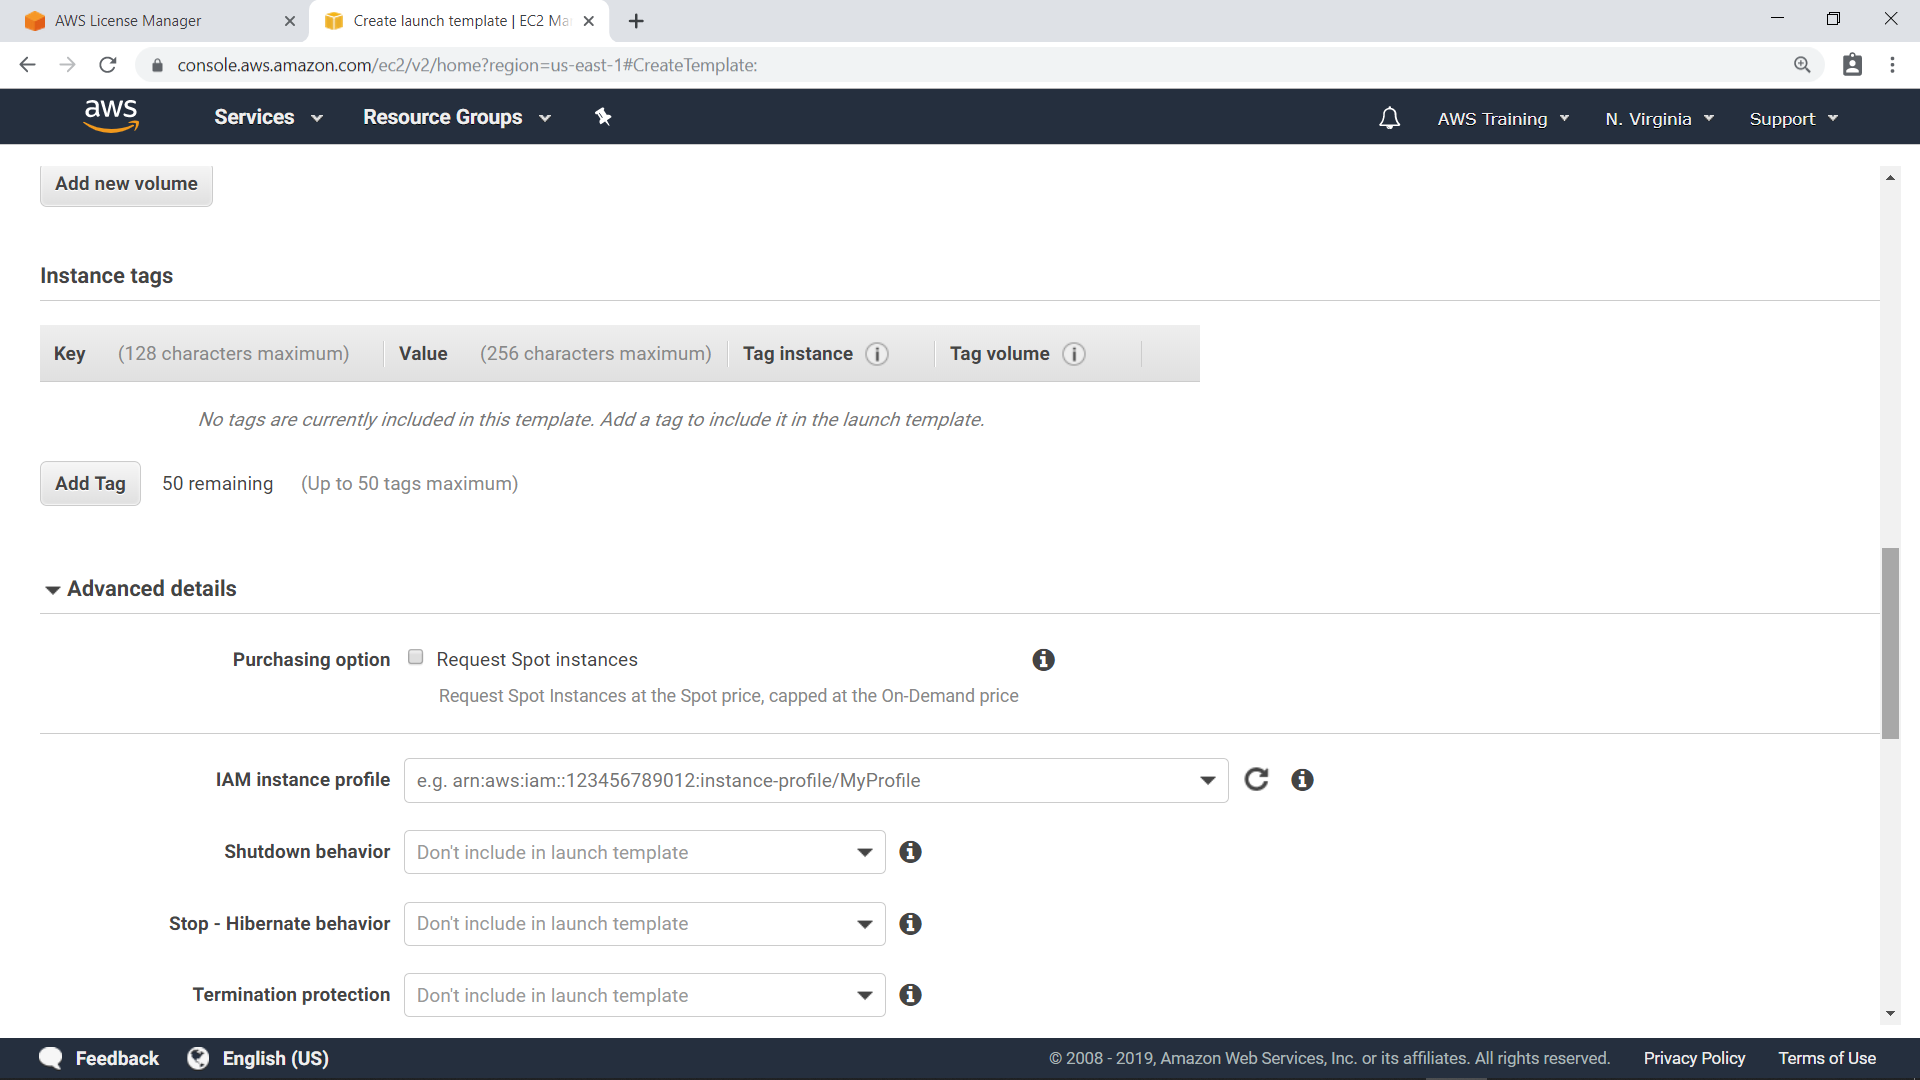 AWS License Manager
Create launch template | EC2 Ma
console.aws.amazon.com/ec2/v2/home?region=us-east-1#CreateTemplate:
aws Services Resource Groups AWS Training N. Virginia Support
Add new volume
Instance tags
Key (128 characters maximum) Value (256 characters maximum) Tag instance i Tag volume i
No tags are currently included in this template. Add a tag to include it in the launch template.
Add Tag 50 remaining (Up to 50 tags maximum)
Advanced details
Purchasing option Request Spot instances i
Request Spot Instances at the Spot price, capped at the On-Demand price
IAM instance profile e.g. arn:aws:iam::123456789012:instance-profile/MyProfile i
Shutdown behavior Don't include in launch template i
Stop - Hibernate behavior Don't include in launch template i
Termination protection Don't include in launch template i
Feedback English (US) © 2008 - 2019, Amazon Web Services, Inc. or its affiliates. All rights reserved. Privacy Policy Terms of Use